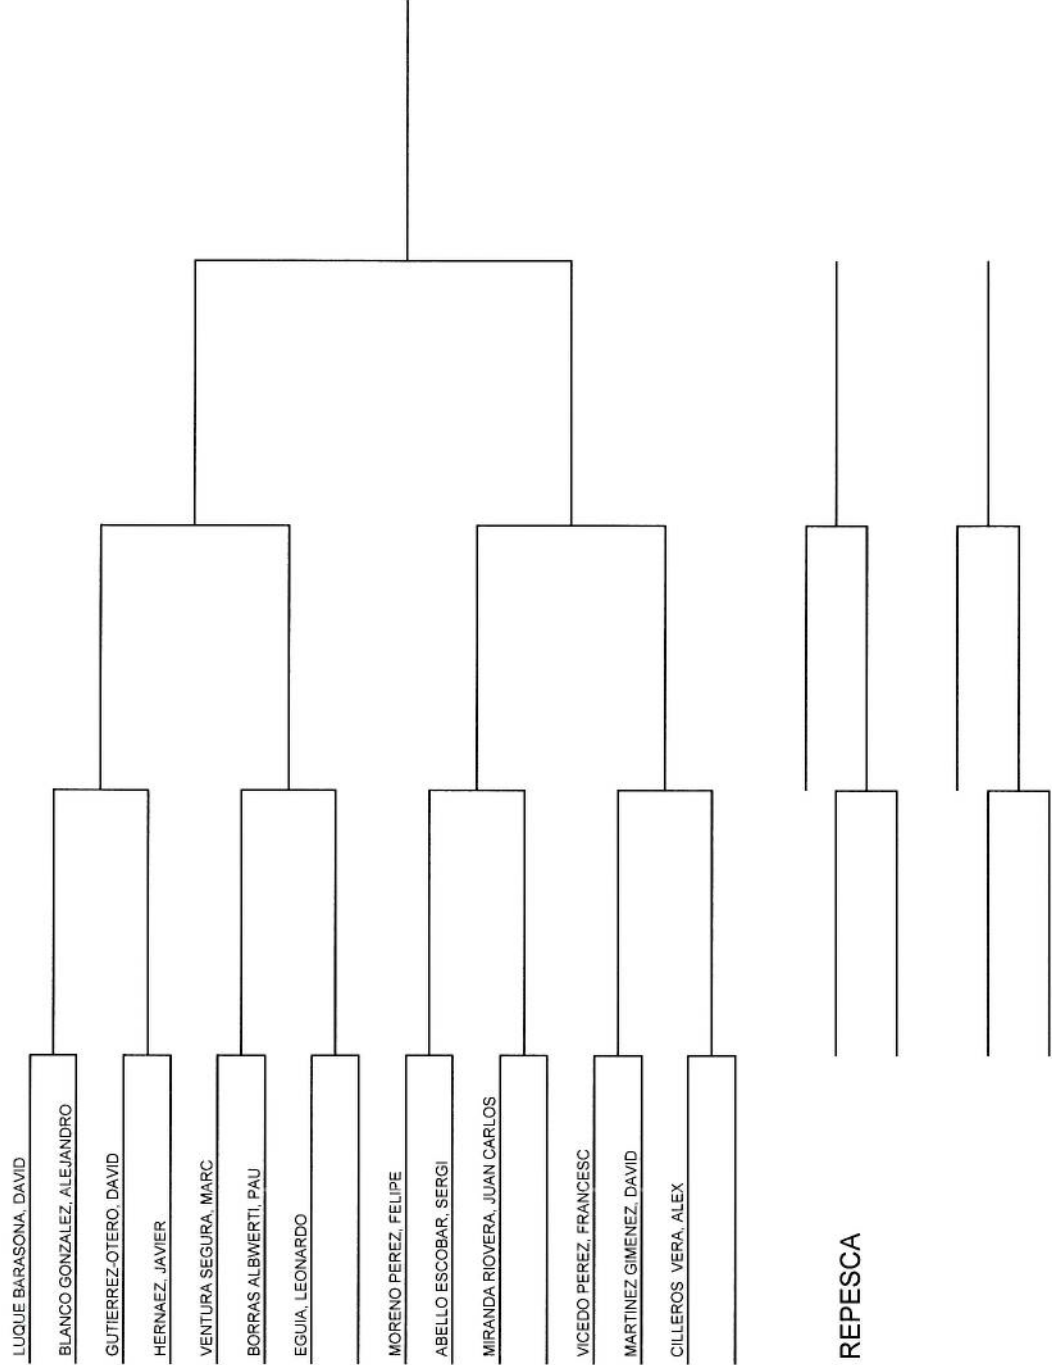 LUQUE BARASONA, DAVID
BLANCO GONZALEZ, ALEJANDRO
GUTIERREZ-OTERO, DAVID
HERNAEZ, JAVIER
VENTURA SEGURA, MARC
BORRAS ALBWERTI, PAU
EGUIA, LEONARDO
MORENO PEREZ, FELIPE
ABELLO ESCOBAR, SERGI
MIRANDA RIOVERA, JUAN CARLOS
VICEDO PEREZ, FRANCESC
MARTINEZ GIMENEZ, DAVID
CILLEROS VERA, ALEX
REPESCA